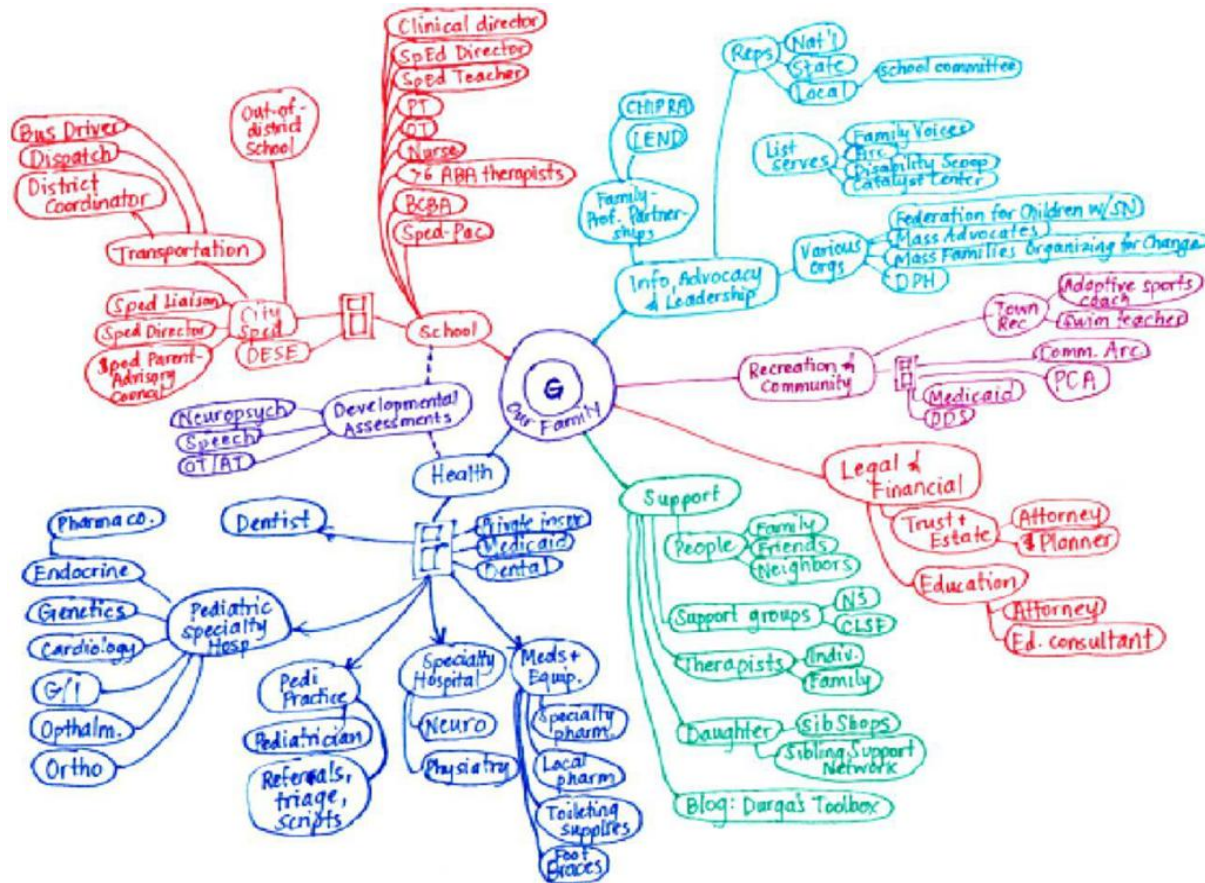 Clinical director
SpEd Director
SpEd Teacher
PT
OT
Nurse
>6 ABA therapists
BCBA
Sped-Pac
School
Out-of-
district
School
Bus Driver
Dispatch
District
Coordinator
Transportation
Sped Liaison
Sped Director
Sped Parent-
Advisory
Council
City
Sped
DESE
Developmental
Assessments
Neuropsych
Speech
OT/AT
G
Our Family
Reps
Nat'l
State
Local
School committee
CHIPRA
LEND
Family-
Prof. Partner-
ships
List
serves
Family Voices
Arc
Disability Scoop
Catalyst Center
Info, Advocacy
& Leadership
Various
orgs
Federation for Children w/SN
Mass Advocates
Mass Families Organizing for Change
DPH
Recreation &
Community
Town
Rec
Adaptive sports
coach
Swim teacher
Comm. Arc
PCA
Medicaid
DDS
Legal &
Financial
Trust +
Estate
Attorney
$ Planner
Education
Attorney
Ed. consultant
Support
People
Family
Friends
Neighbors
Support groups
NS
CLSF
Therapists
Indiv.
Family
Daughter
SibShops
Sibling Support
Network
Blog: Durga's Toolbox
Health
Private insur
Medicaid
Dental
Dentist
Pediatric
Specialty
Hosp
Pharmaco.
Endocrine
Genetics
Cardiology
G/I
Opthalm.
Ortho
Pedi
Practice
Pediatrician
Referrals,
triage,
scripts
Specialty
Hospital
Neuro
Physiatry
Meds +
Equip.
Specialty
pharm
Local
pharm
Toileting
supplies
Foot
Braces